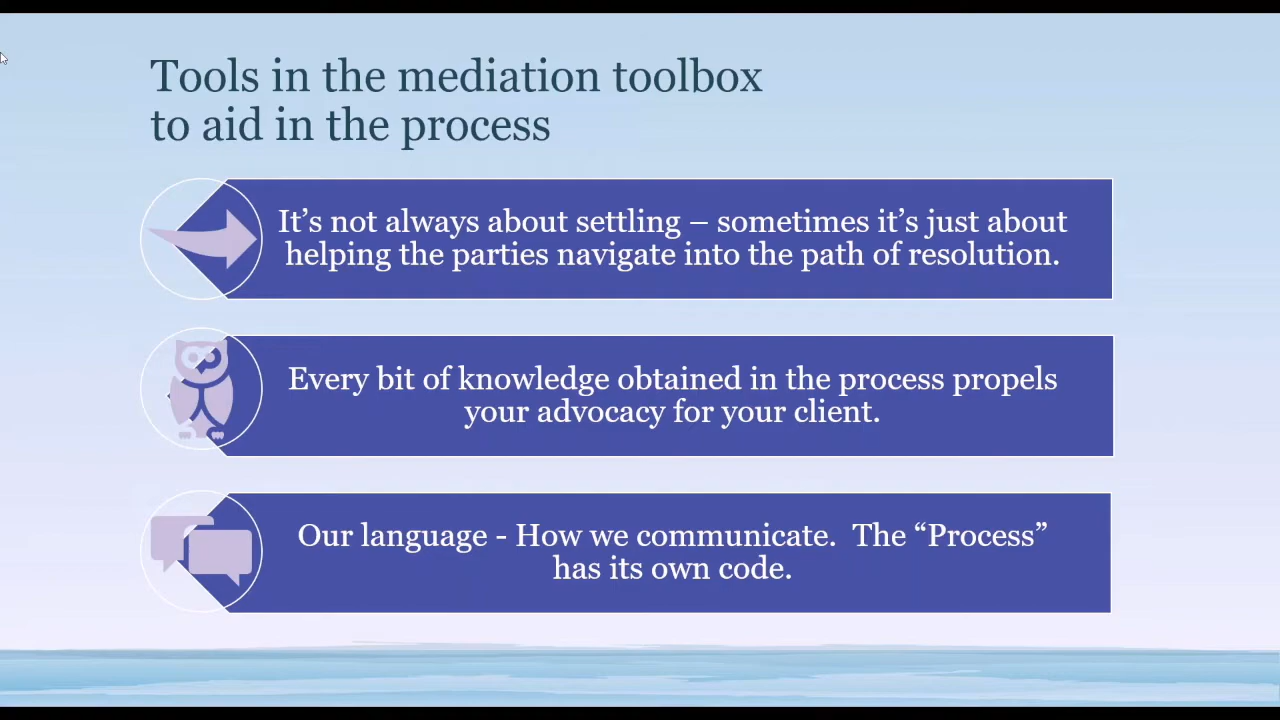 Tools in the mediation toolbox
to aid in the process
It’s not always about settling – sometimes it’s just about
helping the parties navigate into the path of resolution.
Every bit of knowledge obtained in the process propels
your advocacy for your client.
Our language - How we communicate.  The “Process”
has its own code.